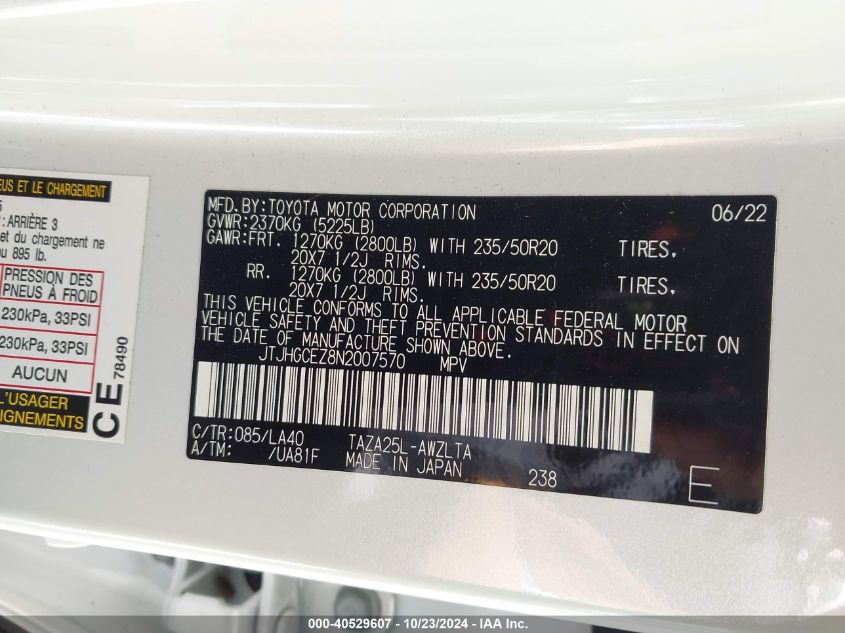 EUS ET LE CHARGEMENT
5
: ARRIÈRE 3
et du chargement ne
ou 895 lb.
PRESSION DES
PNEUS À FROID
230kPa, 33PSI
230kPa, 33PSI
AUCUN
L'USAGER
IGNEMENTS
CE 78490
MFD.BY:TOYOTA MOTOR CORPORATION 06/22
GVWR:2370KG (5225LB)
GAWR:FRT. 1270KG (2800LB) WITH 235/50R20 TIRES,
20X7 1/2J RIMS.
RR. 1270KG (2800LB) WITH 235/50R20 TIRES,
20X7 1/2J RIMS.
THIS VEHICLE CONFORMS TO ALL APPLICABLE FEDERAL MOTOR
VEHICLE SAFETY AND THEFT PREVENTION STANDARDS IN EFFECT ON
THE DATE OF MANUFACTURE SHOWN ABOVE.
JTJHGCEZ8N2007570 MPV
C/TR:085/LA40 TAZA25L-AWZLTA
A/TM: /UA81F MADE IN JAPAN 238 E
000-40529607 - 10/23/2024 - IAA Inc.